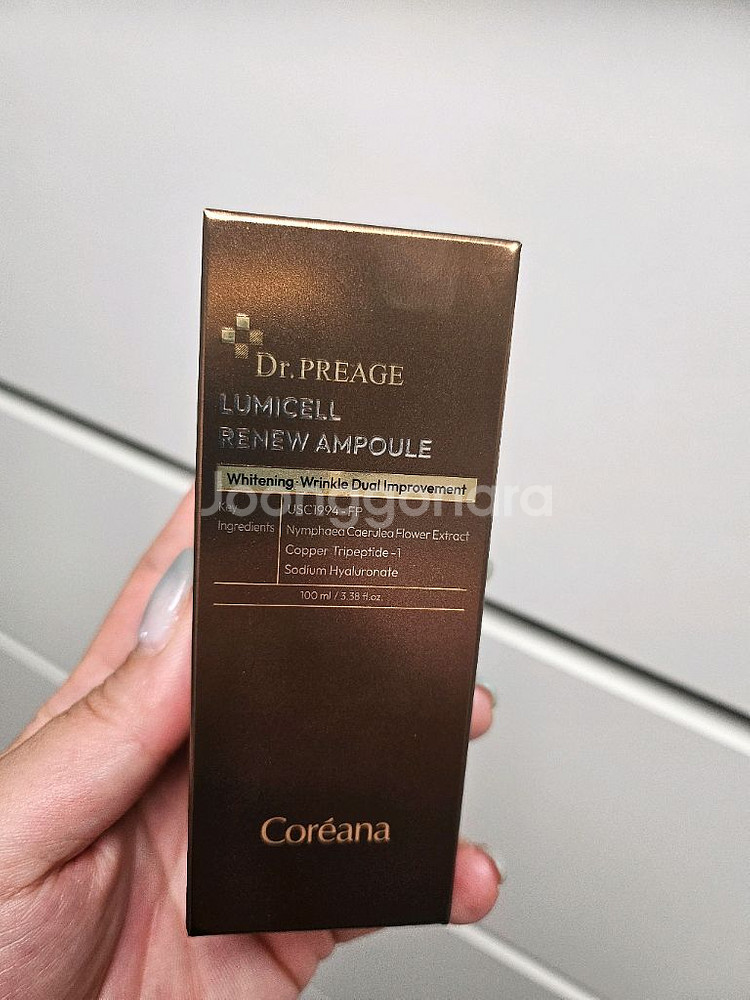 Dr. PREAGE
LUMICELL
RENEW AMPOULE
Whitening·Wrinkle Dual Improvement
Joonggonara
Key
Ingredients
USC1994-FP
Nymphaea Caerulea Flower Extract
Copper Tripeptide-1
Sodium Hyaluronate
100 ml / 3.38 fl.oz.
Coréana